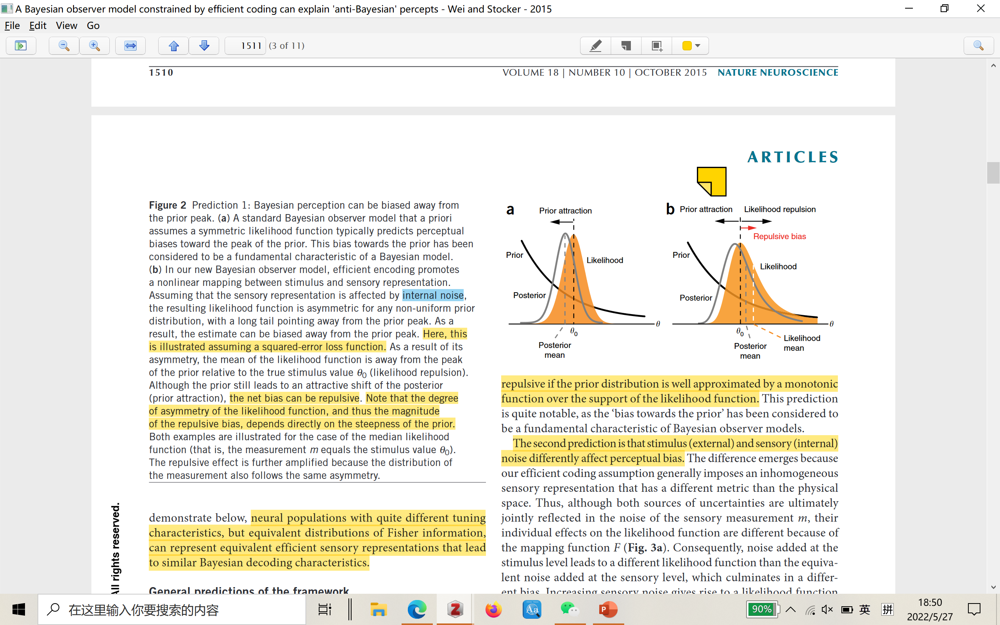 A Bayesian observer model constrained by efficient coding can explain 'anti-Bayesian' percepts - Wei and Stocker - 2015
File Edit View Go
1511 (3 of 11)
1510
VOLUME 18 | NUMBER 10 | OCTOBER 2015 NATURE NEUROSCIENCE
ARTICLES
Figure 2 Prediction 1: Bayesian perception can be biased away from
the prior peak. (a) A standard Bayesian observer model that a priori
assumes a symmetric likelihood function typically predicts perceptual
biases toward the peak of the prior. This bias towards the prior has been
considered to be a fundamental characteristic of a Bayesian model.
(b) In our new Bayesian observer model, efficient encoding promotes
a nonlinear mapping between stimulus and sensory representation.
Assuming that the sensory representation is affected by internal noise,
the resulting likelihood function is asymmetric for any non-uniform prior
distribution, with a long tail pointing away from the prior peak. As a
result, the estimate can be biased away from the prior peak. Here, this
is illustrated assuming a squared-error loss function. As a result of its
asymmetry, the mean of the likelihood function is away from the peak
of the prior relative to the true stimulus value θ0 (likelihood repulsion).
Although the prior still leads to an attractive shift of the posterior
(prior attraction), the net bias can be repulsive. Note that the degree
of asymmetry of the likelihood function, and thus the magnitude
of the repulsive bias, depends directly on the steepness of the prior.
Both examples are illustrated for the case of the median likelihood
function (that is, the measurement m equals the stimulus value θ0).
The repulsive effect is further amplified because the distribution of
the measurement also follows the same asymmetry.
a
Prior attraction
Prior
Likelihood
Posterior
θ
θ0
Posterior
mean
b
Prior attraction
Likelihood repulsion
Repulsive bias
Prior
Likelihood
Posterior
θ
θ0
Likelihood
mean
Posterior
mean
All rights reserved.
demonstrate below, neural populations with quite different tuning
characteristics, but equivalent distributions of Fisher information,
can represent equivalent efficient sensory representations that lead
to similar Bayesian decoding characteristics.
General predictions of the framework
repulsive if the prior distribution is well approximated by a monotonic
function over the support of the likelihood function. This prediction
is quite notable, as the ‘bias towards the prior’ has been considered to
be a fundamental characteristic of Bayesian observer models.
The second prediction is that stimulus (external) and sensory (internal)
noise differently affect perceptual bias. The difference emerges because
our efficient coding assumption generally imposes an inhomogeneous
sensory representation that has a different metric than the physical
space. Thus, although both sources of uncertainties are ultimately
jointly reflected in the noise of the sensory measurement m, their
individual effects on the likelihood function are different because of
the mapping function F (Fig. 3a). Consequently, noise added at the
stimulus level leads to a different likelihood function than the equiva-
lent noise added at the sensory level, which culminates in a differ-
ent bias. Increasing sensory noise gives rise to a likelihood function
在这里输入你要搜索的内容
Z
Aa
P
90%
英
拼
18:50
2022/5/27